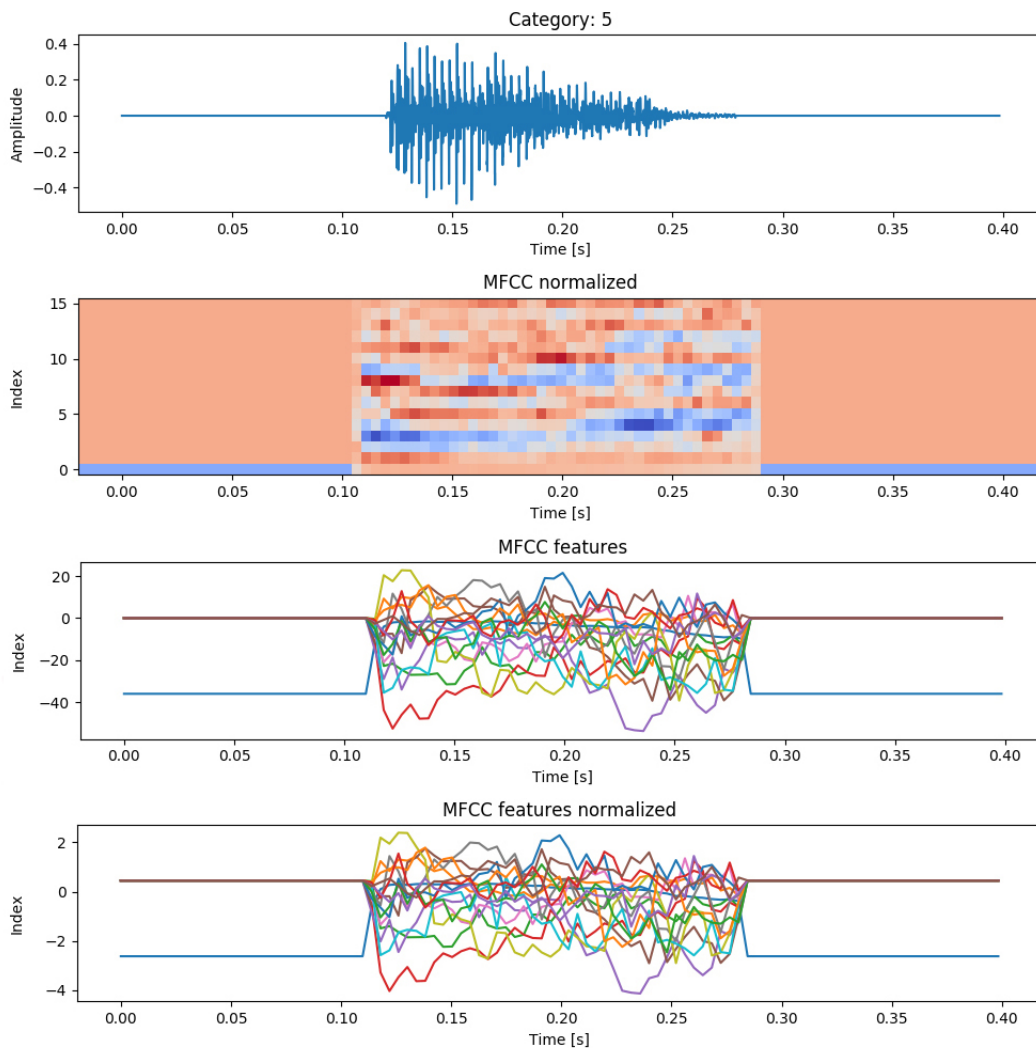 Category: 5
0.4
0.2
0.0
−0.2
−0.4
Amplitude
0.00 0.05 0.10 0.15 0.20 0.25 0.30 0.35 0.40
Time [s]
MFCC normalized
15
10
5
0
Index
0.00 0.05 0.10 0.15 0.20 0.25 0.30 0.35 0.40
Time [s]
MFCC features
20
0
−20
−40
Index
0.00 0.05 0.10 0.15 0.20 0.25 0.30 0.35 0.40
Time [s]
MFCC features normalized
2
0
−2
−4
Index
0.00 0.05 0.10 0.15 0.20 0.25 0.30 0.35 0.40
Time [s]